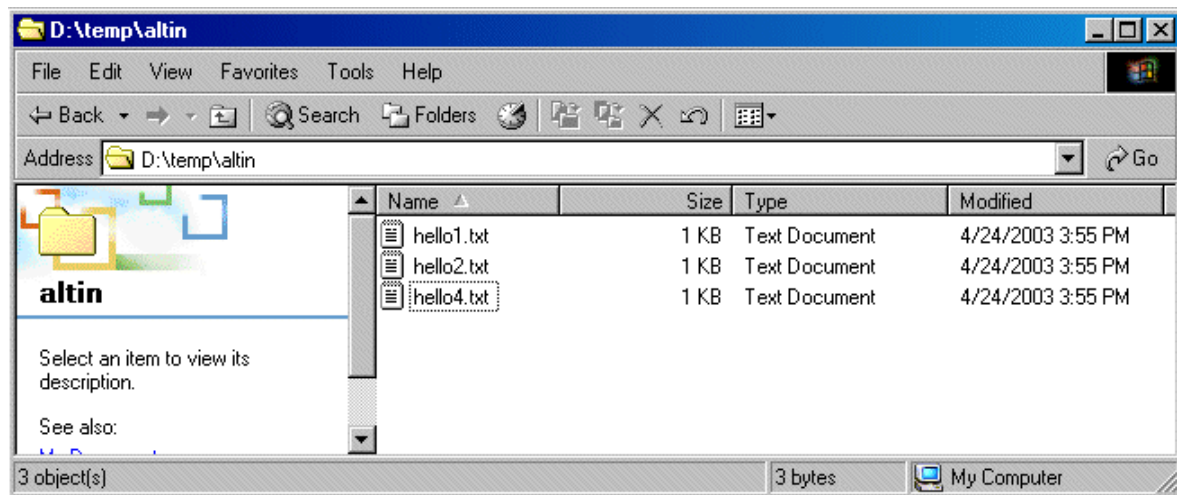 D:\temp\altin
File Edit View Favorites Tools Help
Back Search Folders
Address D:\temp\altin Go
Name Size Type Modified
hello1.txt 1 KB Text Document 4/24/2003 3:55 PM
hello2.txt 1 KB Text Document 4/24/2003 3:55 PM
hello4.txt 1 KB Text Document 4/24/2003 3:55 PM
altin
Select an item to view its
description.
See also:
3 object(s) 3 bytes My Computer